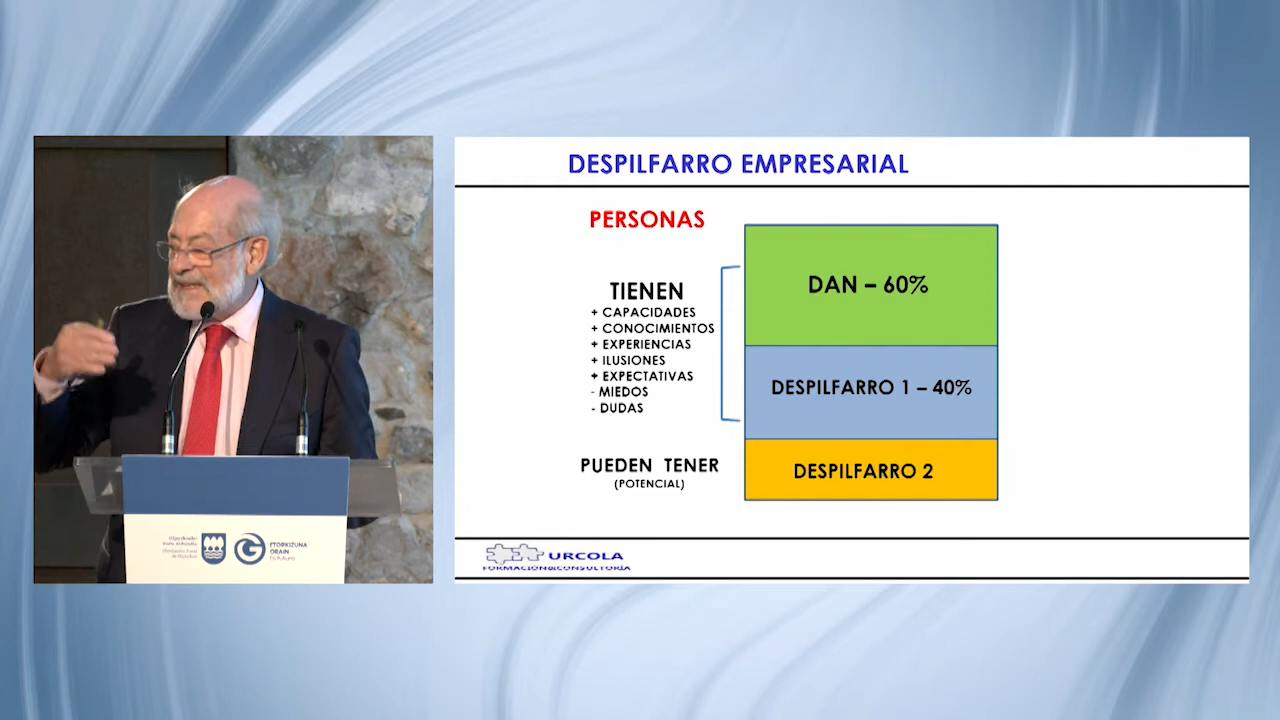 DESPILFARRO EMPRESARIAL
PERSONAS
TIENEN
+ CAPACIDADES
+ CONOCIMIENTOS
+ EXPERIENCIAS
+ ILUSIONES
+ EXPECTATIVAS
- MIEDOS
- DUDAS
PUEDEN TENER
(POTENCIAL)
DAN – 60%
DESPILFARRO 1 – 40%
DESPILFARRO 2
URCOLA
FORMACIÓN&CONSULTORÍA
ETORKIZUNA
ORAIN